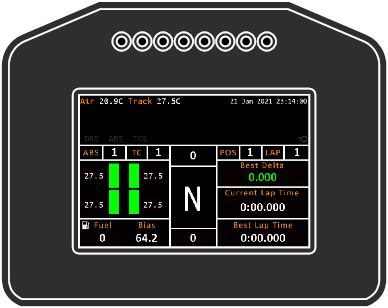 Air 20.9C Track 27.5C 21 Jan 2021 23:14:00
DRS ABS TCS
ABS 1 TC 1 0 POS 1 LAP 1
Best Delta
0.000
27.5 27.5
N
Current Lap Time
0:00.000
27.5 27.5
Fuel Bias
0 64.2
0
Best Lap Time
0:00.000